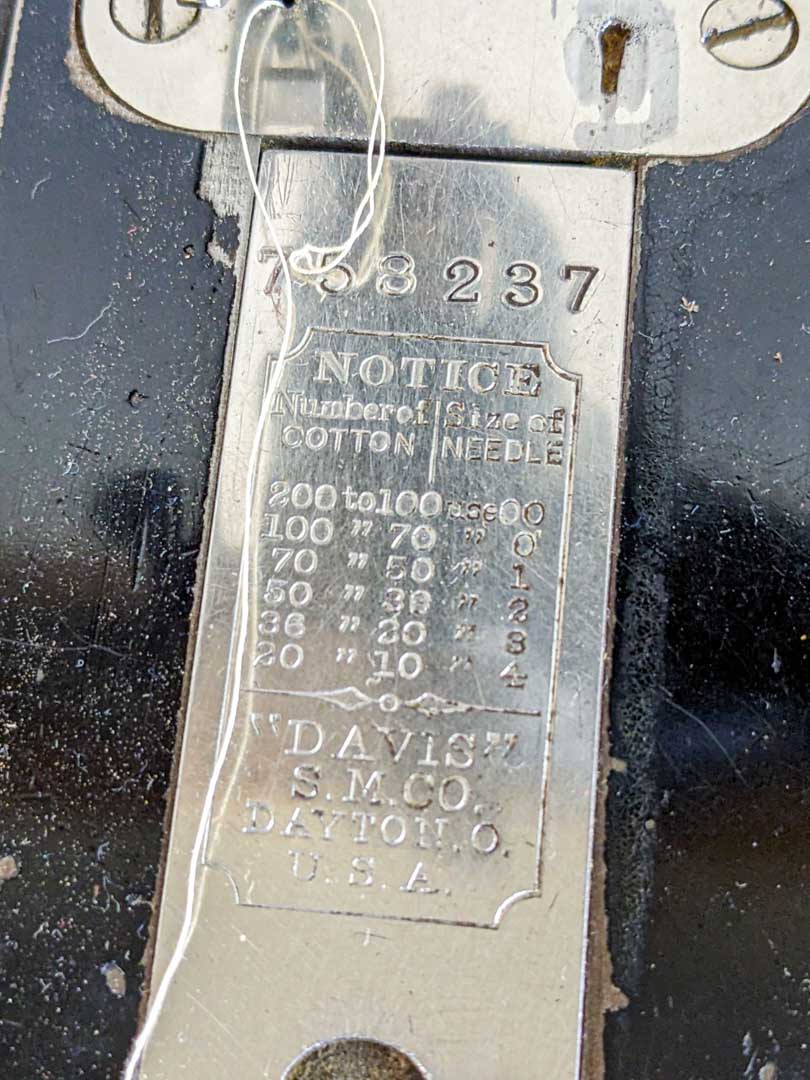 758237
NOTICE
Number of | Size of
COTTON | NEEDLE
200 to 100 use 00
100 " 70 " 0
70 " 50 " 1
50 " 36 " 2
36 " 20 " 3
20 " 10 " 4
"DAVIS"
S.M.CO.
DAYTON.O.
U.S.A.